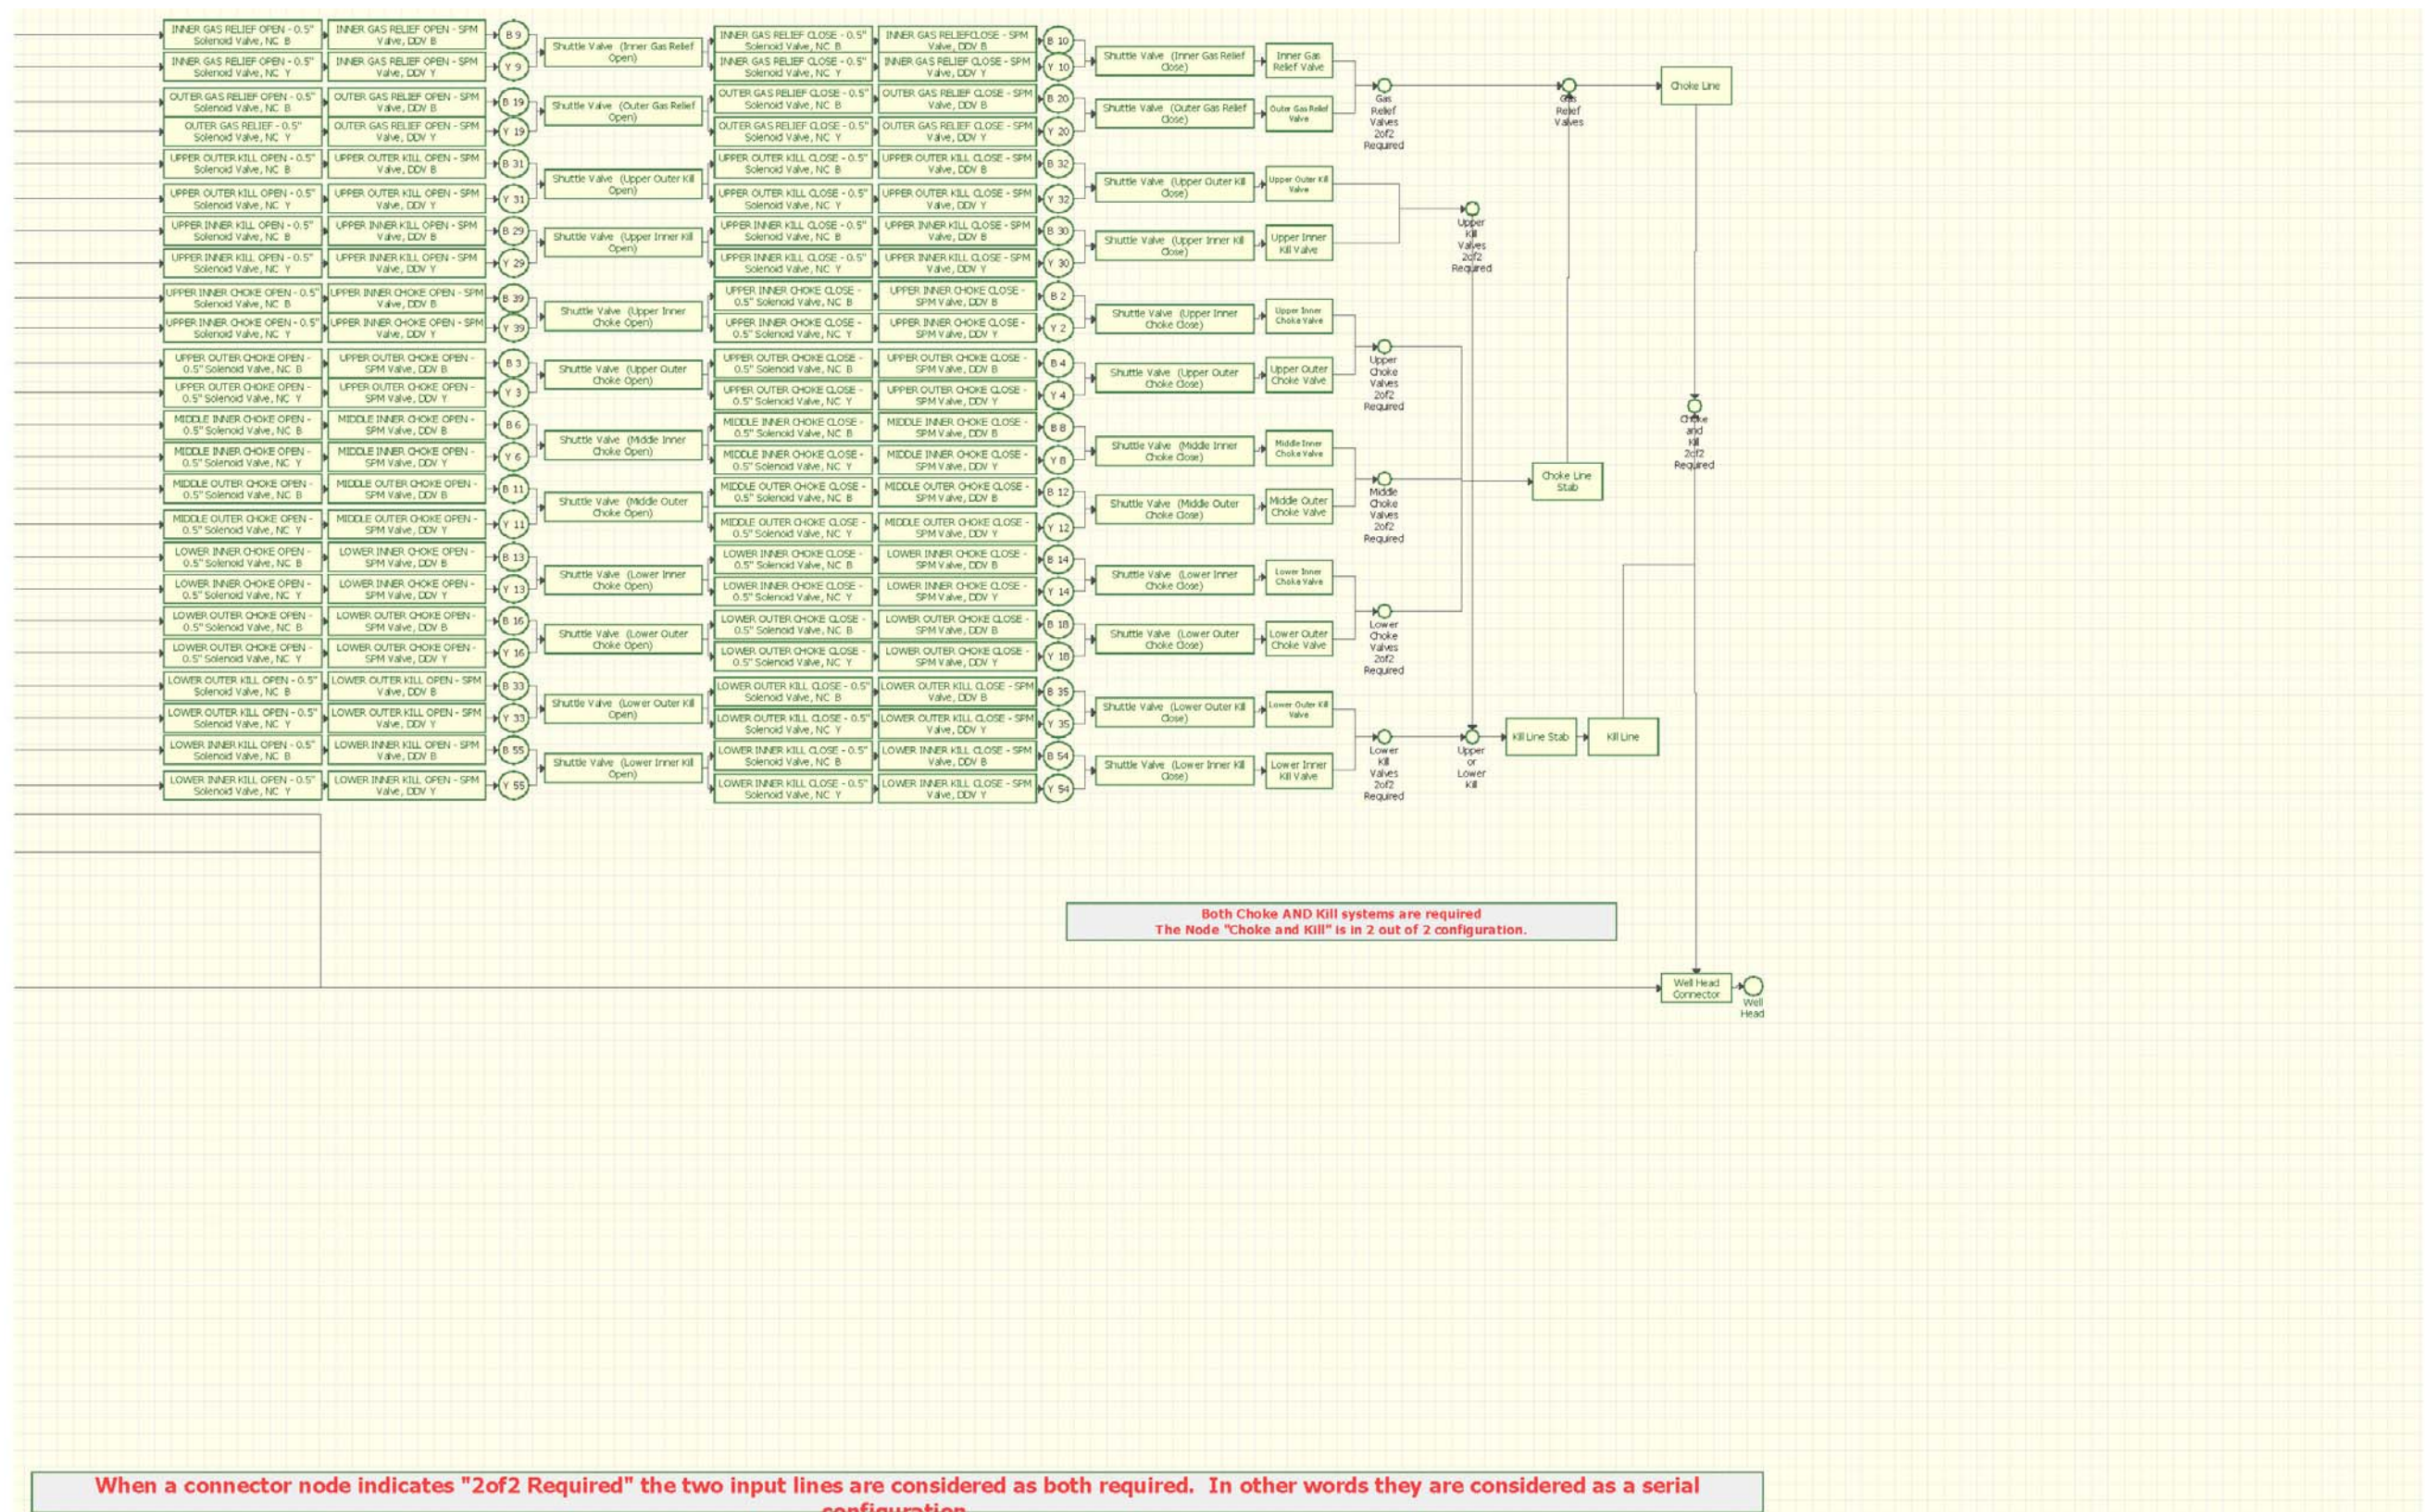 INNER GAS RELIEF OPEN - 0.5"
Solenoid Valve, NC B
INNER GAS RELIEF OPEN - SPM
Valve, DDV B
B 9
INNER GAS RELIEF OPEN - 0.5"
Solenoid Valve, NC Y
INNER GAS RELIEF OPEN - SPM
Valve, DDV Y
Y 9
Shuttle Valve (Inner Gas Relief
Open)
INNER GAS RELIEF CLOSE - 0.5"
Solenoid Valve, NC B
INNER GAS RELIEFCLOSE - SPM
Valve, DDV B
B 10
INNER GAS RELIEF CLOSE - 0.5"
Solenoid Valve, NC Y
INNER GAS RELIEF CLOSE - SPM
Valve, DDV Y
Y 10
Shuttle Valve (Inner Gas Relief
Close)
Inner Gas
Relief Valve
OUTER GAS RELIEF OPEN - 0.5"
Solenoid Valve, NC B
OUTER GAS RELIEF OPEN - SPM
Valve, DDV B
B 19
OUTER GAS RELIEF - 0.5"
Solenoid Valve, NC Y
OUTER GAS RELIEF OPEN - SPM
Valve, DDV Y
Y 19
Shuttle Valve (Outer Gas Relief
Open)
OUTER GAS RELIEF CLOSE - 0.5"
Solenoid Valve, NC B
OUTER GAS RELIEF CLOSE - SPM
Valve, DDV B
B 20
OUTER GAS RELIEF CLOSE - 0.5"
Solenoid Valve, NC Y
OUTER GAS RELIEF CLOSE - SPM
Valve, DDV Y
Y 20
Shuttle Valve (Outer Gas Relief
Close)
Outer Gas Relief
Valve
Gas
Relief
Valves
2of2
Required
Gas
Relief
Valves
Choke Line
UPPER OUTER KILL OPEN - 0.5"
Solenoid Valve, NC B
UPPER OUTER KILL OPEN - SPM
Valve, DDV B
B 31
UPPER OUTER KILL OPEN - 0.5"
Solenoid Valve, NC Y
UPPER OUTER KILL OPEN - SPM
Valve, DDV Y
Y 31
Shuttle Valve (Upper Outer Kill
Open)
UPPER OUTER KILL CLOSE - 0.5"
Solenoid Valve, NC B
UPPER OUTER KILL CLOSE - SPM
Valve, DDV B
B 32
UPPER OUTER KILL CLOSE - 0.5"
Solenoid Valve, NC Y
UPPER OUTER KILL CLOSE - SPM
Valve, DDV Y
Y 32
Shuttle Valve (Upper Outer Kill
Close)
Upper Outer Kill
Valve
UPPER INNER KILL OPEN - 0.5"
Solenoid Valve, NC B
UPPER INNER KILL OPEN - SPM
Valve, DDV B
B 29
UPPER INNER KILL OPEN - 0.5"
Solenoid Valve, NC Y
UPPER INNER KILL OPEN - SPM
Valve, DDV Y
Y 29
Shuttle Valve (Upper Inner Kill
Open)
UPPER INNER KILL CLOSE - 0.5"
Solenoid Valve, NC B
UPPER INNER KILL CLOSE - SPM
Valve, DDV B
B 30
UPPER INNER KILL CLOSE - 0.5"
Solenoid Valve, NC Y
UPPER INNER KILL CLOSE - SPM
Valve, DDV Y
Y 30
Shuttle Valve (Upper Inner Kill
Close)
Upper Inner
Kill Valve
Upper
Kill
Valves
2of2
Required
UPPER INNER CHOKE OPEN - 0.5"
Solenoid Valve, NC B
UPPER INNER CHOKE OPEN - SPM
Valve, DDV B
B 39
UPPER INNER CHOKE OPEN - 0.5"
Solenoid Valve, NC Y
UPPER INNER CHOKE OPEN - SPM
Valve, DDV Y
Y 39
Shuttle Valve (Upper Inner
Choke Open)
UPPER INNER CHOKE CLOSE -
0.5" Solenoid Valve, NC B
UPPER INNER CHOKE CLOSE -
SPM Valve, DDV B
B 2
UPPER INNER CHOKE CLOSE -
0.5" Solenoid Valve, NC Y
UPPER INNER CHOKE CLOSE -
SPM Valve, DDV Y
Y 2
Shuttle Valve (Upper Inner
Choke Close)
Upper Inner
Choke Valve
UPPER OUTER CHOKE OPEN -
0.5" Solenoid Valve, NC B
UPPER OUTER CHOKE OPEN -
SPM Valve, DDV B
B 3
UPPER OUTER CHOKE OPEN -
0.5" Solenoid Valve, NC Y
UPPER OUTER CHOKE OPEN -
SPM Valve, DDV Y
Y 3
Shuttle Valve (Upper Outer
Choke Open)
UPPER OUTER CHOKE CLOSE -
0.5" Solenoid Valve, NC B
UPPER OUTER CHOKE CLOSE -
SPM Valve, DDV B
B 4
UPPER OUTER CHOKE CLOSE -
0.5" Solenoid Valve, NC Y
UPPER OUTER CHOKE CLOSE -
SPM Valve, DDV Y
Y 4
Shuttle Valve (Upper Outer
Choke Close)
Upper Outer
Choke Valve
Upper
Choke
Valves
2of2
Required
MIDDLE INNER CHOKE OPEN -
0.5" Solenoid Valve, NC B
MIDDLE INNER CHOKE OPEN -
SPM Valve, DDV B
B 6
MIDDLE INNER CHOKE OPEN -
0.5" Solenoid Valve, NC Y
MIDDLE INNER CHOKE OPEN -
SPM Valve, DDV Y
Y 6
Shuttle Valve (Middle Inner
Choke Open)
MIDDLE INNER CHOKE CLOSE -
0.5" Solenoid Valve, NC B
MIDDLE INNER CHOKE CLOSE -
SPM Valve, DDV B
B 8
MIDDLE INNER CHOKE CLOSE -
0.5" Solenoid Valve, NC Y
MIDDLE INNER CHOKE CLOSE -
SPM Valve, DDV Y
Y 8
Shuttle Valve (Middle Inner
Choke Close)
Middle Inner
Choke Valve
MIDDLE OUTER CHOKE OPEN -
0.5" Solenoid Valve, NC B
MIDDLE OUTER CHOKE OPEN -
SPM Valve, DDV B
B 11
MIDDLE OUTER CHOKE OPEN -
0.5" Solenoid Valve, NC Y
MIDDLE OUTER CHOKE OPEN -
SPM Valve, DDV Y
Y 11
Shuttle Valve (Middle Outer
Choke Open)
MIDDLE OUTER CHOKE CLOSE -
0.5" Solenoid Valve, NC B
MIDDLE OUTER CHOKE CLOSE -
SPM Valve, DDV B
B 12
MIDDLE OUTER CHOKE CLOSE -
0.5" Solenoid Valve, NC Y
MIDDLE OUTER CHOKE CLOSE -
SPM Valve, DDV Y
Y 12
Shuttle Valve (Middle Outer
Choke Close)
Middle Outer
Choke Valve
Middle
Choke
Valves
2of2
Required
Choke Line
Stab
Choke
and
Kill
2of2
Required
LOWER INNER CHOKE OPEN -
0.5" Solenoid Valve, NC B
LOWER INNER CHOKE OPEN -
SPM Valve, DDV B
B 13
LOWER INNER CHOKE OPEN -
0.5" Solenoid Valve, NC Y
LOWER INNER CHOKE OPEN -
SPM Valve, DDV Y
Y 13
Shuttle Valve (Lower Inner
Choke Open)
LOWER INNER CHOKE CLOSE -
0.5" Solenoid Valve, NC B
LOWER INNER CHOKE CLOSE -
SPM Valve, DDV B
B 14
LOWER INNER CHOKE CLOSE -
0.5" Solenoid Valve, NC Y
LOWER INNER CHOKE CLOSE -
SPM Valve, DDV Y
Y 14
Shuttle Valve (Lower Inner
Choke Close)
Lower Inner
Choke Valve
LOWER OUTER CHOKE OPEN -
0.5" Solenoid Valve, NC B
LOWER OUTER CHOKE OPEN -
SPM Valve, DDV B
B 16
LOWER OUTER CHOKE OPEN -
0.5" Solenoid Valve, NC Y
LOWER OUTER CHOKE OPEN -
SPM Valve, DDV Y
Y 16
Shuttle Valve (Lower Outer
Choke Open)
LOWER OUTER CHOKE CLOSE -
0.5" Solenoid Valve, NC B
LOWER OUTER CHOKE CLOSE -
SPM Valve, DDV B
B 18
LOWER OUTER CHOKE CLOSE -
0.5" Solenoid Valve, NC Y
LOWER OUTER CHOKE CLOSE -
SPM Valve, DDV Y
Y 18
Shuttle Valve (Lower Outer
Choke Close)
Lower Outer
Choke Valve
Lower
Choke
Valves
2of2
Required
LOWER OUTER KILL OPEN - 0.5"
Solenoid Valve, NC B
LOWER OUTER KILL OPEN - SPM
Valve, DDV B
B 33
LOWER OUTER KILL OPEN - 0.5"
Solenoid Valve, NC Y
LOWER OUTER KILL OPEN - SPM
Valve, DDV Y
Y 33
Shuttle Valve (Lower Outer Kill
Open)
LOWER OUTER KILL CLOSE - 0.5"
Solenoid Valve, NC B
LOWER OUTER KILL CLOSE - SPM
Valve, DDV B
B 35
LOWER OUTER KILL CLOSE - 0.5"
Solenoid Valve, NC Y
LOWER OUTER KILL CLOSE - SPM
Valve, DDV Y
Y 35
Shuttle Valve (Lower Outer Kill
Close)
Lower Outer Kill
Valve
LOWER INNER KILL OPEN - 0.5"
Solenoid Valve, NC B
LOWER INNER KILL OPEN - SPM
Valve, DDV B
B 55
LOWER INNER KILL OPEN - 0.5"
Solenoid Valve, NC Y
LOWER INNER KILL OPEN - SPM
Valve, DDV Y
Y 55
Shuttle Valve (Lower Inner Kill
Open)
LOWER INNER KILL CLOSE - 0.5"
Solenoid Valve, NC B
LOWER INNER KILL CLOSE - SPM
Valve, DDV B
B 54
LOWER INNER KILL CLOSE - 0.5"
Solenoid Valve, NC Y
LOWER INNER KILL CLOSE - SPM
Valve, DDV Y
Y 54
Shuttle Valve (Lower Inner Kill
Close)
Lower Inner
Kill Valve
Lower
Kill
Valves
2of2
Required
Upper
or
Lower
Kill
Kill Line Stab
Kill Line
Both Choke AND Kill systems are required
The Node "Choke and Kill" is in 2 out of 2 configuration.
Well Head
Connector
Well
Head
When a connector node indicates "2of2 Required" the two input lines are considered as both required. In other words they are considered as a serial
configuration